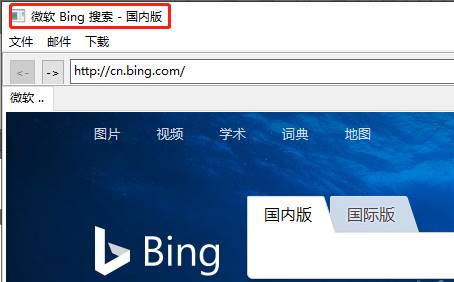 微软 Bing 搜索 - 国内版
文件 邮件 下载
<- -> http://cn.bing.com/
微软 ..
图片 视频 学术 词典 地图
国内版 国际版
Bing